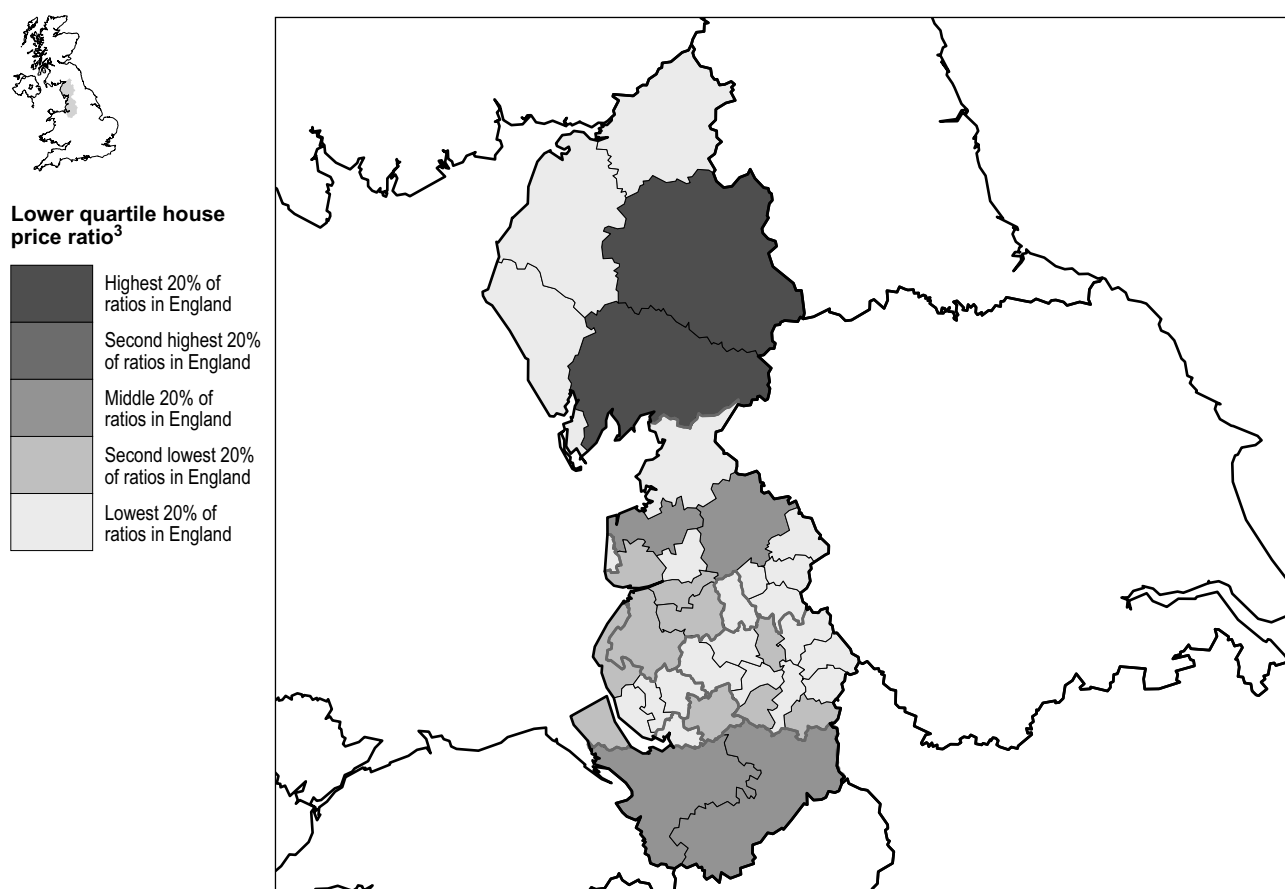 Lower quartile house
price ratio3
Highest 20% of
ratios in England
Second highest 20%
of ratios in England
Middle 20% of
ratios in England
Second lowest 20%
of ratios in England
Lowest 20% of
ratios in England